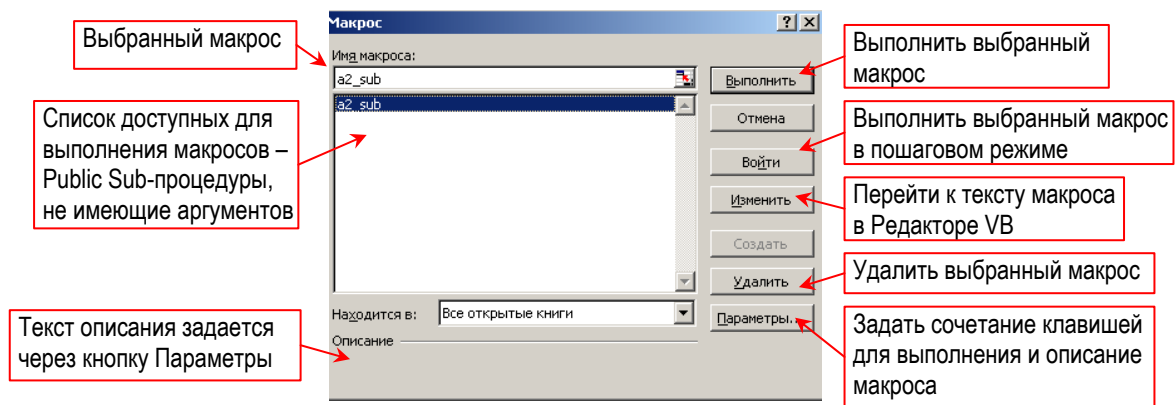 Макрос
Выбранный макрос
Имя макроса:
a2_sub
a2_sub
Список доступных для
выполнения макросов –
Public Sub-процедуры,
не имеющие аргументов
Находится в:
Все открытые книги
Описание
Текст описания задается
через кнопку Параметры
Выполнить
Отмена
Войти
Изменить
Создать
Удалить
Параметры...
Выполнить выбранный
макрос
Выполнить выбранный макрос
в пошаговом режиме
Перейти к тексту макроса
в Редакторе VB
Удалить выбранный макрос
Задать сочетание клавишей
для выполнения и описание
макроса